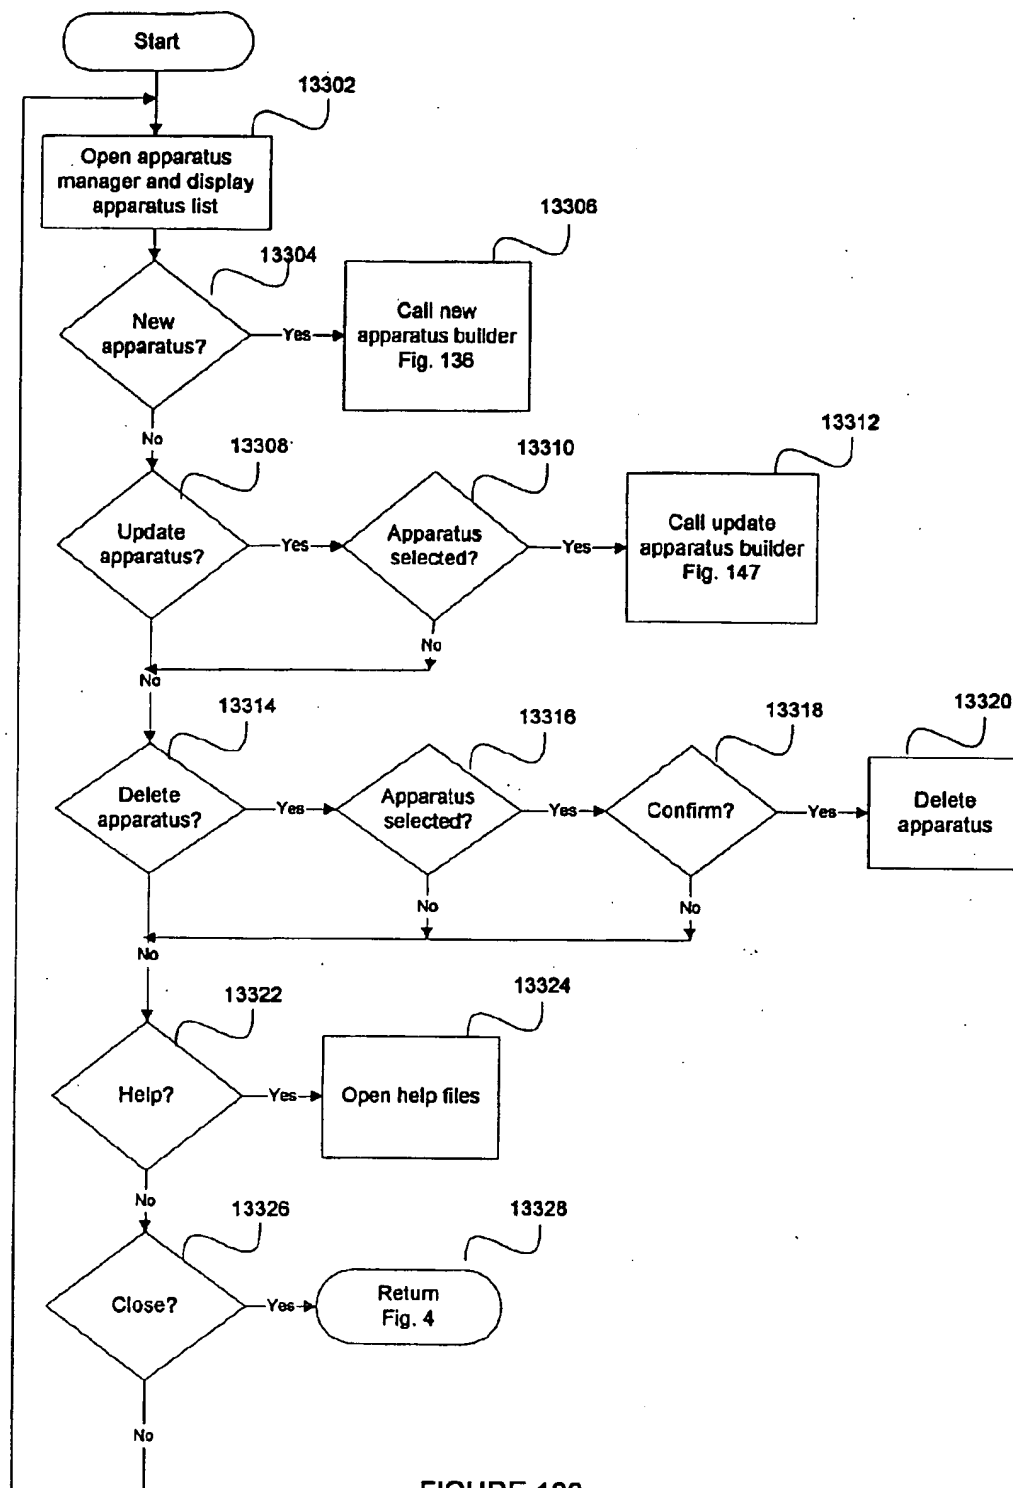 Start
13302
Open apparatus
manager and display
apparatus list
13304
New
apparatus?
Yes
13306
Call new
apparatus builder
Fig. 136
No
13308
Update
apparatus?
Yes
13310
Apparatus
selected?
Yes
13312
Call update
apparatus builder
Fig. 147
No
No
13314
Delete
apparatus?
Yes
13316
Apparatus
selected?
Yes
13318
Confirm?
Yes
13320
Delete
apparatus
No
No
No
13322
Help?
Yes
13324
Open help files
No
13326
Close?
Yes
13328
Return
Fig. 4
No
FIGURE